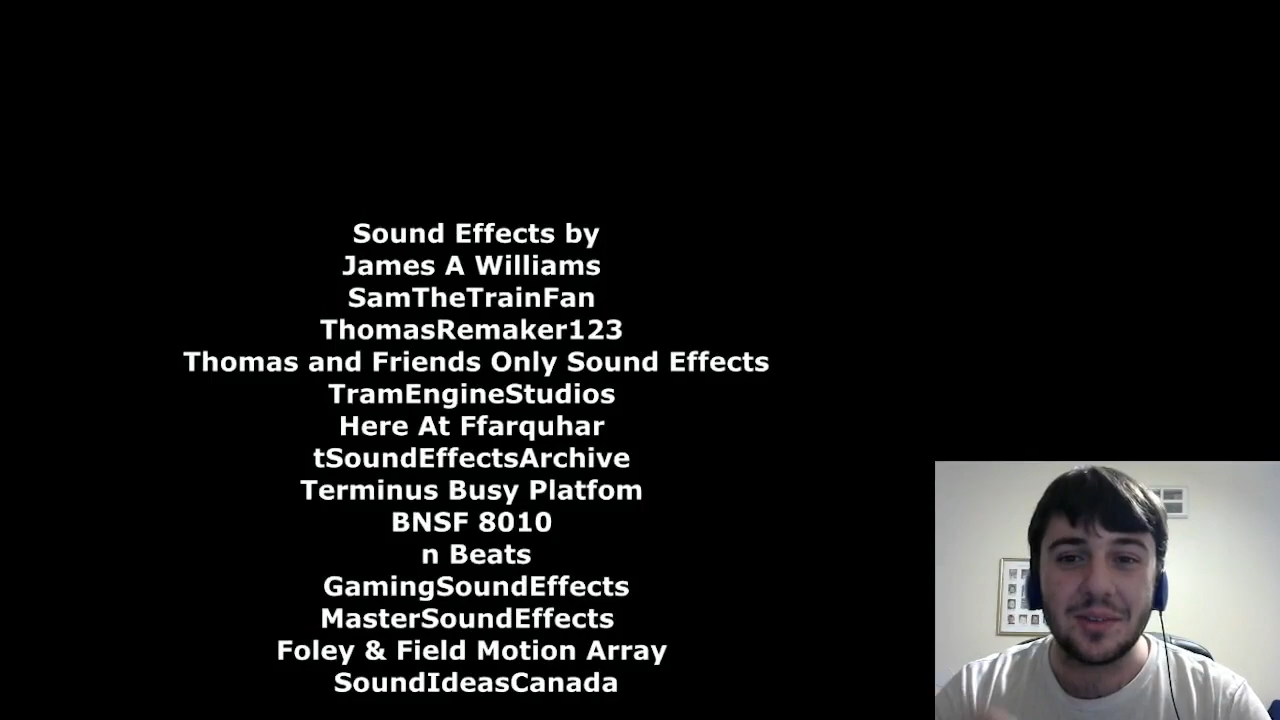 Sound Effects by
James A Williams
SamTheTrainFan
ThomasRemaker123
Thomas and Friends Only Sound Effects
TramEngineStudios
Here At Ffarquhar
tSoundEffectsArchive
Terminus Busy Platfom
BNSF 8010
n Beats
GamingSoundEffects
MasterSoundEffects
Foley & Field Motion Array
SoundIdeasCanada